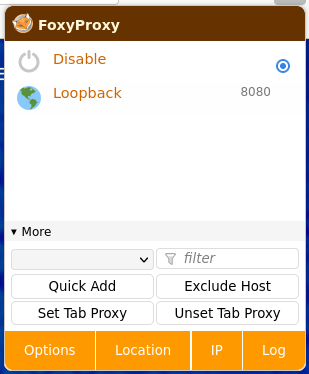 FoxyProxy
Disable
Loopback 8080
▾ More
filter
Quick Add Exclude Host
Set Tab Proxy Unset Tab Proxy
Options Location IP Log